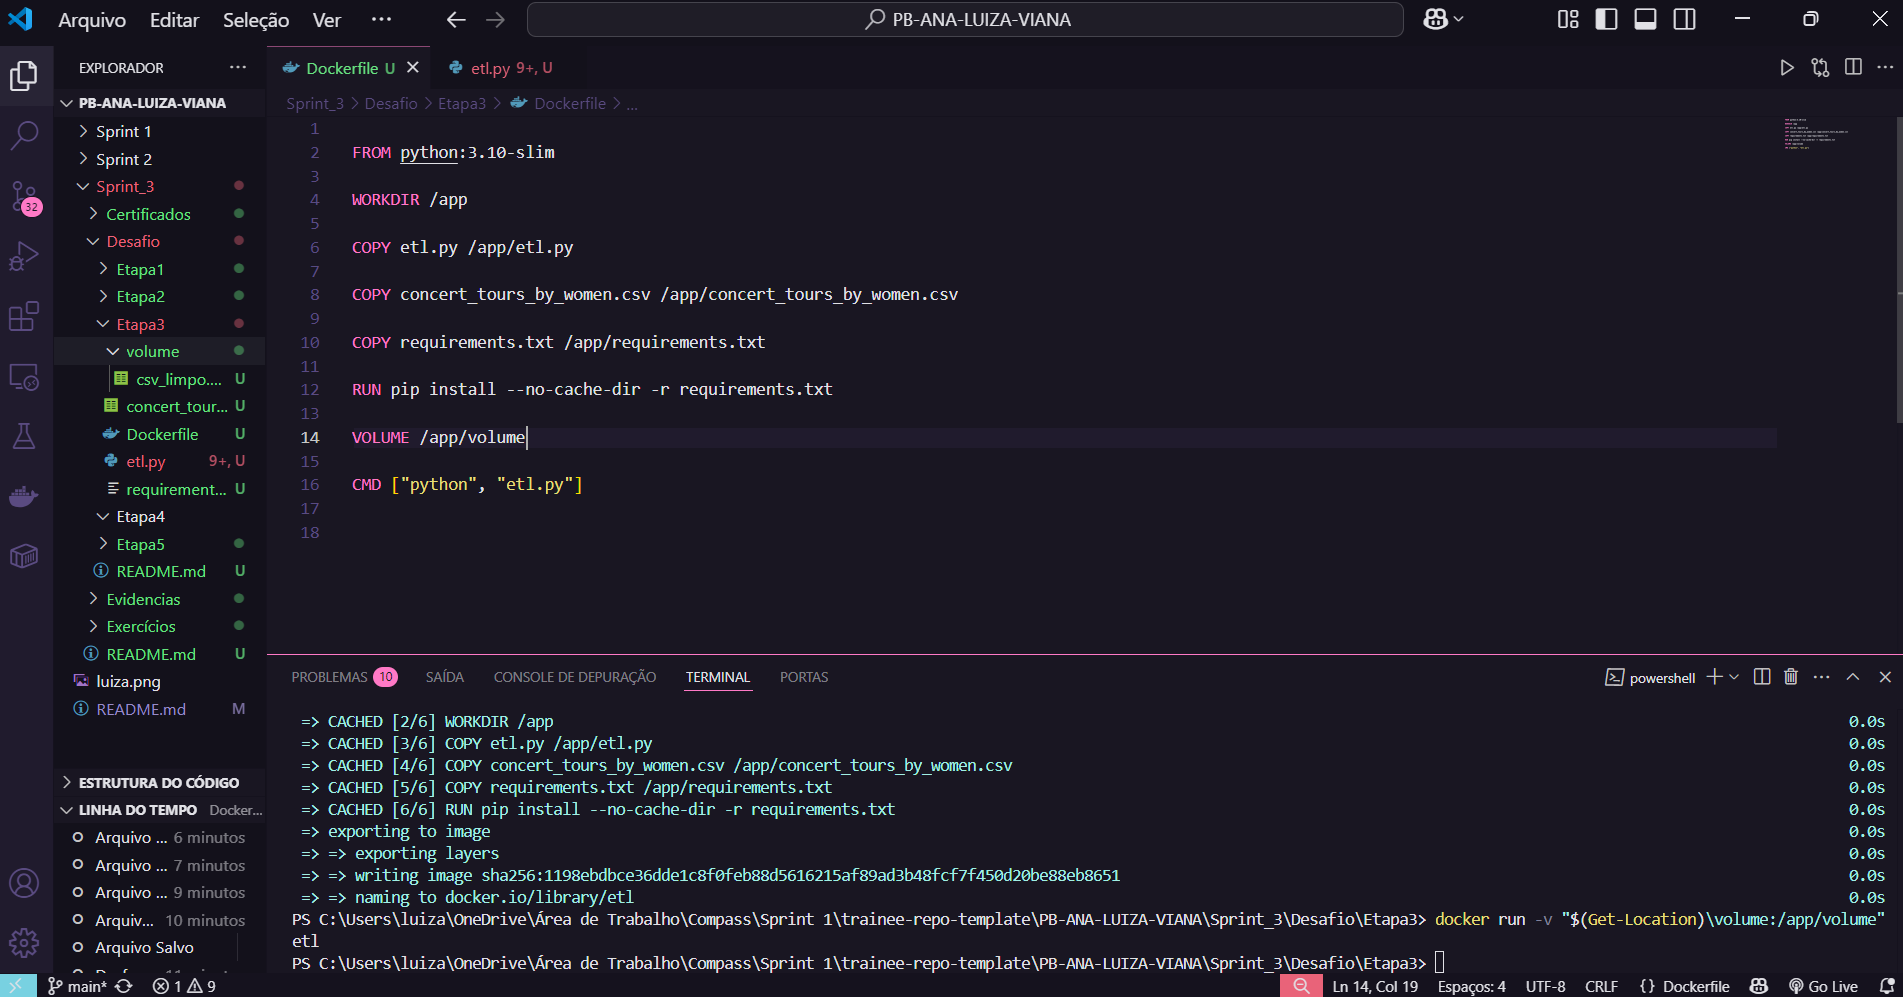 Arquivo Editar Seleção Ver ··· PB-ANA-LUIZA-VIANA
EXPLORADOR ···
Dockerfile U
etl.py 9+, U
PB-ANA-LUIZA-VIANA
Sprint_3 > Desafio > Etapa3 > Dockerfile > ...
Sprint 1
Sprint 2
Sprint_3
Certificados
Desafio
Etapa1
Etapa2
Etapa3
volume
csv_limpo.... U
concert_tour... U
Dockerfile U
etl.py 9+, U
requirement... U
Etapa4
Etapa5
README.md U
Evidencias
Exercícios
README.md U
luiza.png
README.md M
32
ESTRUTURA DO CÓDIGO
LINHA DO TEMPO Docker...
Arquivo ... 6 minutos
Arquivo ... 7 minutos
Arquivo ... 9 minutos
Arquiv... 10 minutos
Arquivo Salvo
1
2 FROM python:3.10-slim
3
4 WORKDIR /app
5
6 COPY etl.py /app/etl.py
7
8 COPY concert_tours_by_women.csv /app/concert_tours_by_women.csv
9
10 COPY requirements.txt /app/requirements.txt
11
12 RUN pip install --no-cache-dir -r requirements.txt
13
14 VOLUME /app/volume
15
16 CMD ["python", "etl.py"]
17
18
PROBLEMAS 10 SAÍDA CONSOLE DE DEPURAÇÃO TERMINAL PORTAS powershell
=> CACHED [2/6] WORKDIR /app 0.0s
=> CACHED [3/6] COPY etl.py /app/etl.py 0.0s
=> CACHED [4/6] COPY concert_tours_by_women.csv /app/concert_tours_by_women.csv 0.0s
=> CACHED [5/6] COPY requirements.txt /app/requirements.txt 0.0s
=> CACHED [6/6] RUN pip install --no-cache-dir -r requirements.txt 0.0s
=> exporting to image 0.0s
=> => exporting layers 0.0s
=> => writing image sha256:1198ebdbce36dde1c8f0feb88d5616215af89ad3b48fcf7f450d20be88eb8651 0.0s
=> => naming to docker.io/library/etl 0.0s
PS C:\Users\luiza\OneDrive\Área de Trabalho\Compass\Sprint 1\trainee-repo-template\PB-ANA-LUIZA-VIANA\Sprint_3\Desafio\Etapa3> docker run -v "$(Get-Location)\volume:/app/volume"
etl
PS C:\Users\luiza\OneDrive\Área de Trabalho\Compass\Sprint 1\trainee-repo-template\PB-ANA-LUIZA-VIANA\Sprint_3\Desafio\Etapa3>
main* 1 9 Ln 14, Col 19 Espaços: 4 UTF-8 CRLF {} Dockerfile Go Live